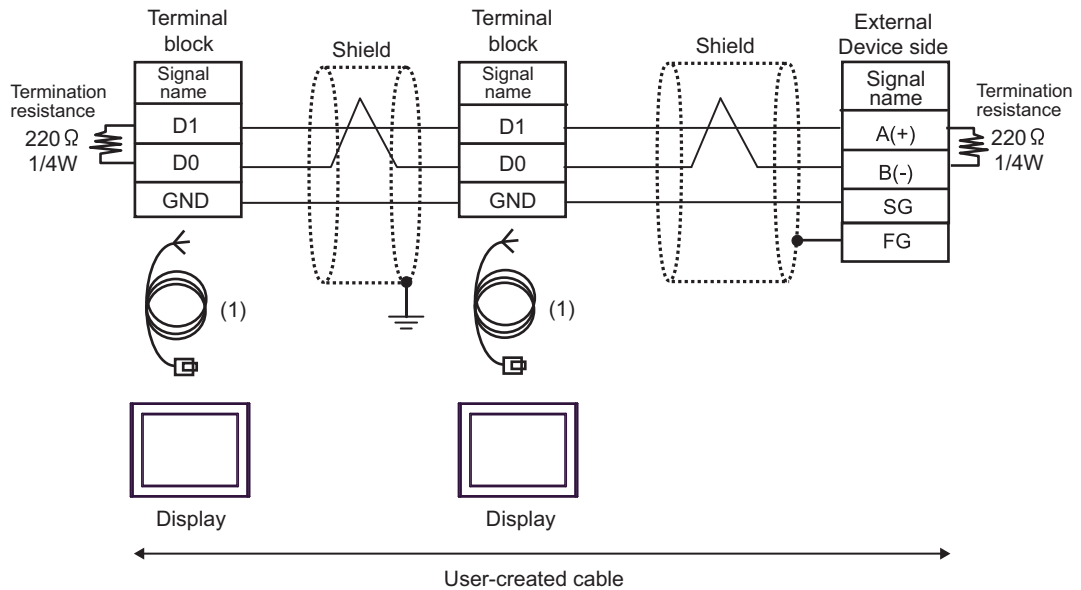 Terminal
block
Shield
Terminal
block
Shield
External
Device side
Termination
resistance
220 Ω
1/4W
Signal
name
D1
D0
GND
Signal
name
D1
D0
GND
Signal
name
A(+)
B(-)
SG
FG
Termination
resistance
220 Ω
1/4W
(1)
(1)
Display
Display
User-created cable